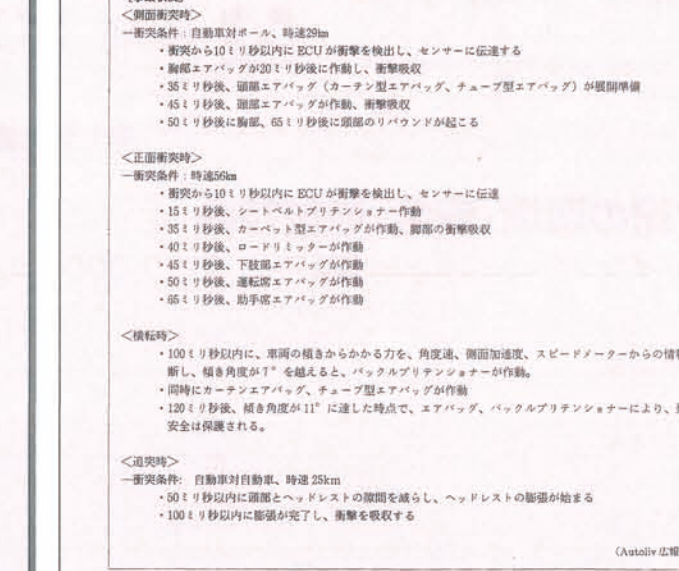 ＜側面衝突時＞
―衝突条件：自動車対ポール、時速29km
・衝突から10ミリ秒以内に ECU が衝撃を検出し、センサーに伝達する
・胸部エアバッグが20ミリ秒後に作動し、衝撃吸収
・35ミリ秒後、頭部エアバッグ（カーテン型エアバッグ、チューブ型エアバッグ）が展開準備
・45ミリ秒後、頭部エアバッグが作動、衝撃吸収
・50ミリ秒後に胸部、65ミリ秒後に頭部のリバウンドが起こる
＜正面衝突時＞
―衝突条件：時速56km
・衝突から10ミリ秒以内に ECU が衝撃を検出し、センサーに伝達
・15ミリ秒後、シートベルトプリテンショナー作動
・35ミリ秒後、カーペット型エアバッグが作動、脚部の衝撃吸収
・40ミリ秒後、ロードリミッターが作動
・45ミリ秒後、下肢部エアバッグが作動
・50ミリ秒後、運転席エアバッグが作動
・65ミリ秒後、助手席エアバッグが作動
＜横転時＞
・100ミリ秒以内に、車両の傾きからかかる力を、角度速、側面加速度、スピードメーターからの情
断し、傾き角度が7°を越えると、バックルプリテンショナーが作動。
・同時にカーテンエアバッグ、チューブ型エアバッグが作動
・120ミリ秒後、傾き角度が11°に達した時点で、エアバッグ、バックルプリテンショナーにより、
安全は保護される。
＜追突時＞
―衝突条件: 自動車対自動車、時速 25km
・50ミリ秒以内に頭部とヘッドレストの隙間を減らし、ヘッドレストの膨張が始まる
・100ミリ秒以内に膨張が完了し、衝撃を吸収する
(Autoliv 広報